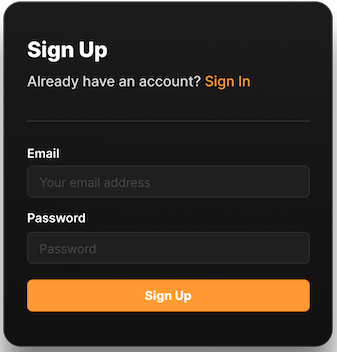 Sign Up
Already have an account? Sign In
Email
Your email address
Password
Password
Sign Up